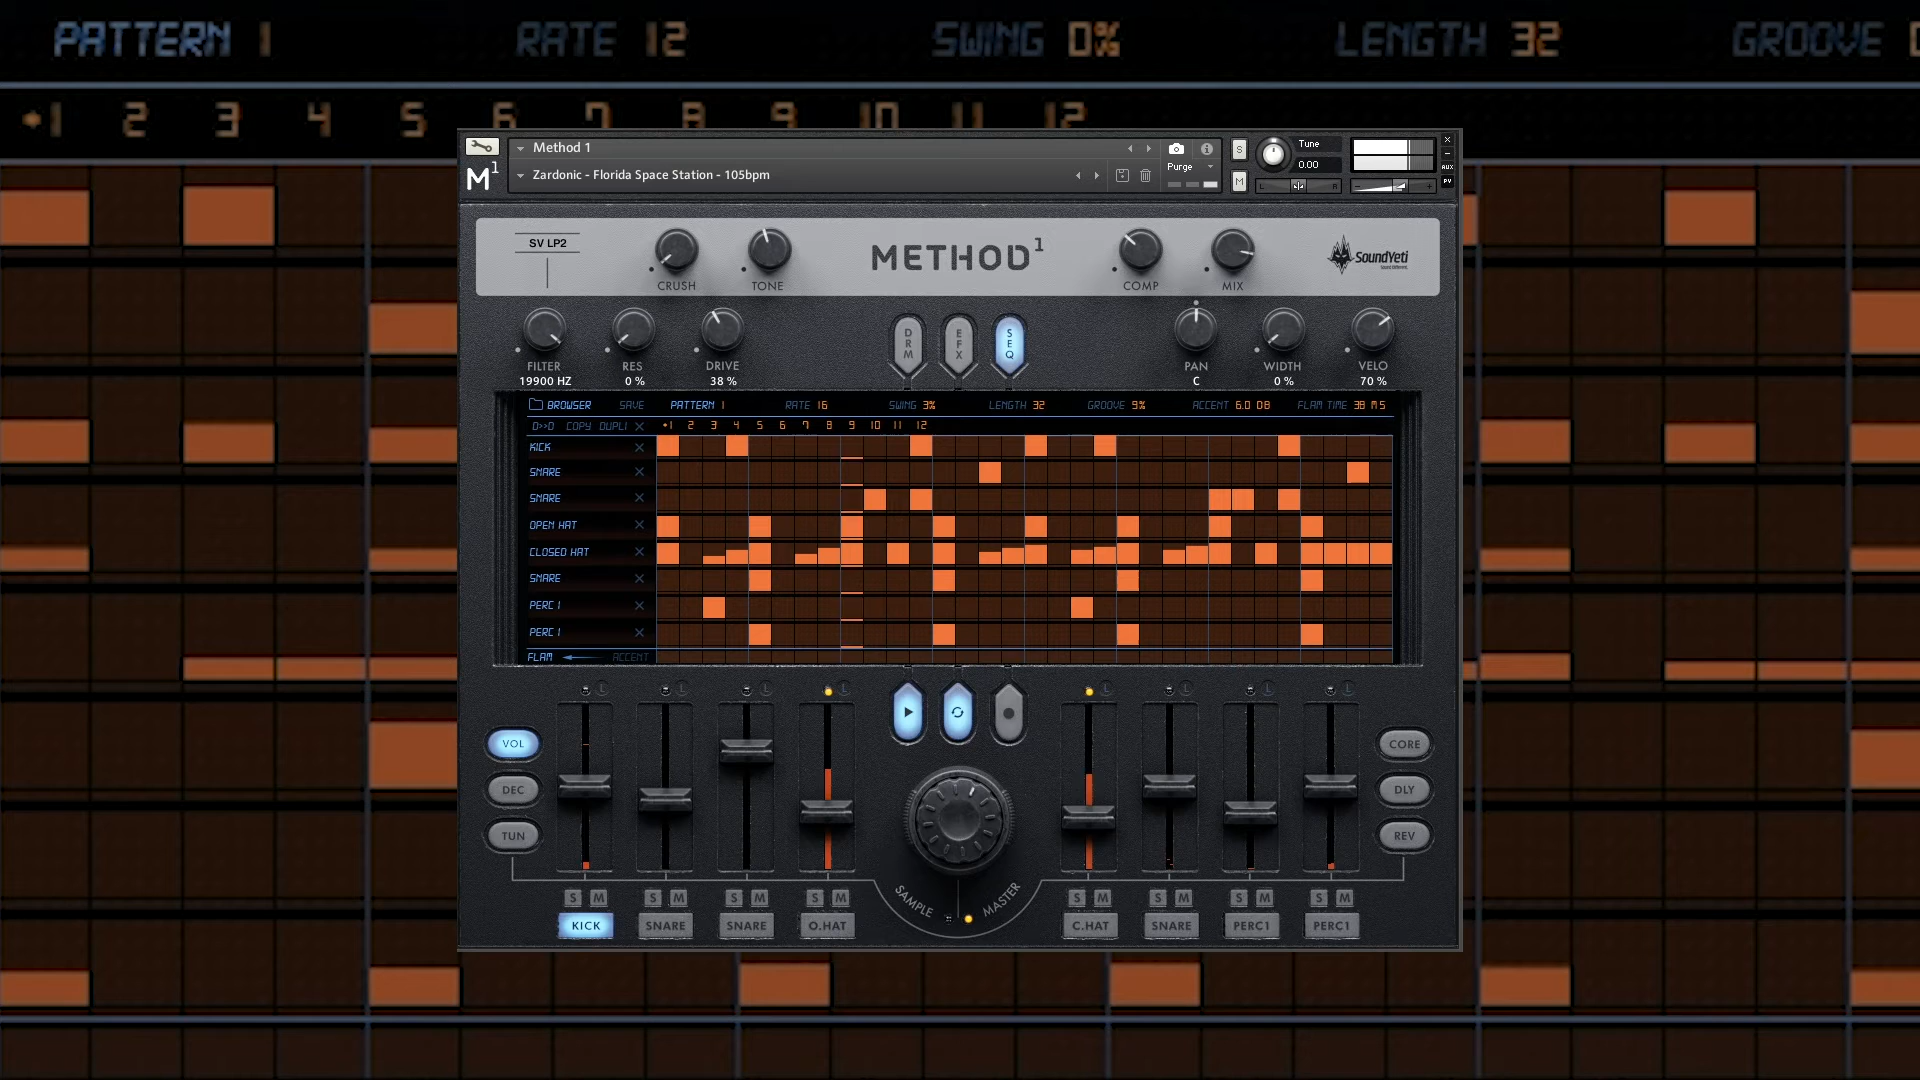 PATTERN 1 RATE 12 SWING 0% LENGTH 32 GROOVE
1 2 3 4 5 6 7 8 9 10 11 12
Method 1
M1
Purge
S
Tune
0.00
AUX
PV
Zardonic - Florida Space Station - 105bpm
M
L R
SV LP2
CRUSH TONE
METHOD1
COMP MIX
SoundYeti
FILTER RES DRIVE
19900 HZ 0 % 38 %
DRM EFX SEQ
PAN WIDTH VELO
C 0 % 70 %
BROWSER SAVE PATTERN 1 RATE 16 SWING 3% LENGTH 32 GROOVE 9% ACCENT 6.0 DB FLAM TIME 38 MS
D>>D COPY DUPLI X 1 2 3 4 5 6 7 8 9 10 11 12
KICK X
SNARE X
SNARE X
OPEN HAT X
CLOSED HAT X
SNARE X
PERC 1 X
PERC 1 X
FLAM ACCENT
L L L L L L L L
VOL CORE
DEC DLY
TUN REV
SAMPLE MASTER
S M S M S M S M S M S M S M S M
KICK SNARE SNARE O.HAT C.HAT SNARE PERC1 PERC1